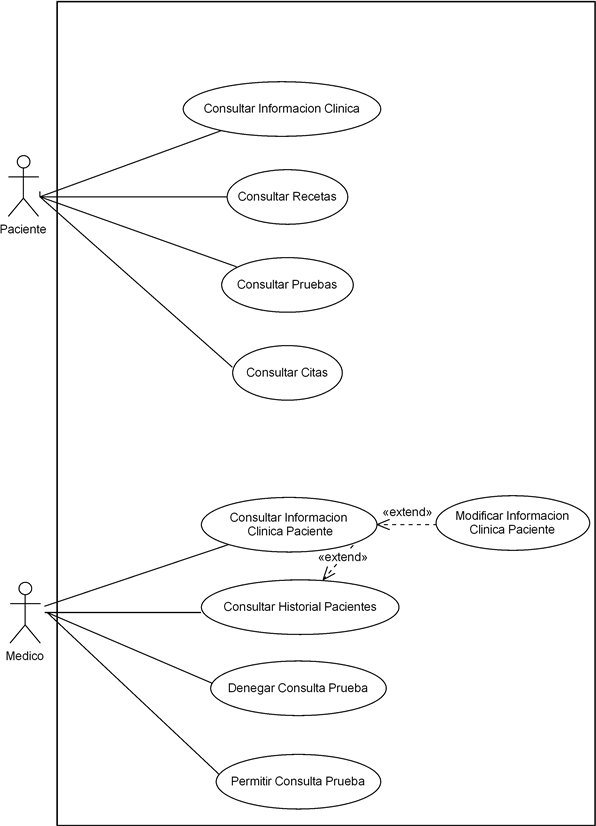 Consultar Informacion Clinica
Consultar Recetas
Paciente
Consultar Pruebas
Consultar Citas
Consultar Informacion
Clinica Paciente
«extend»
Modificar Informacion
Clinica Paciente
«extend»
Consultar Historial Pacientes
Medico
Denegar Consulta Prueba
Permitir Consulta Prueba